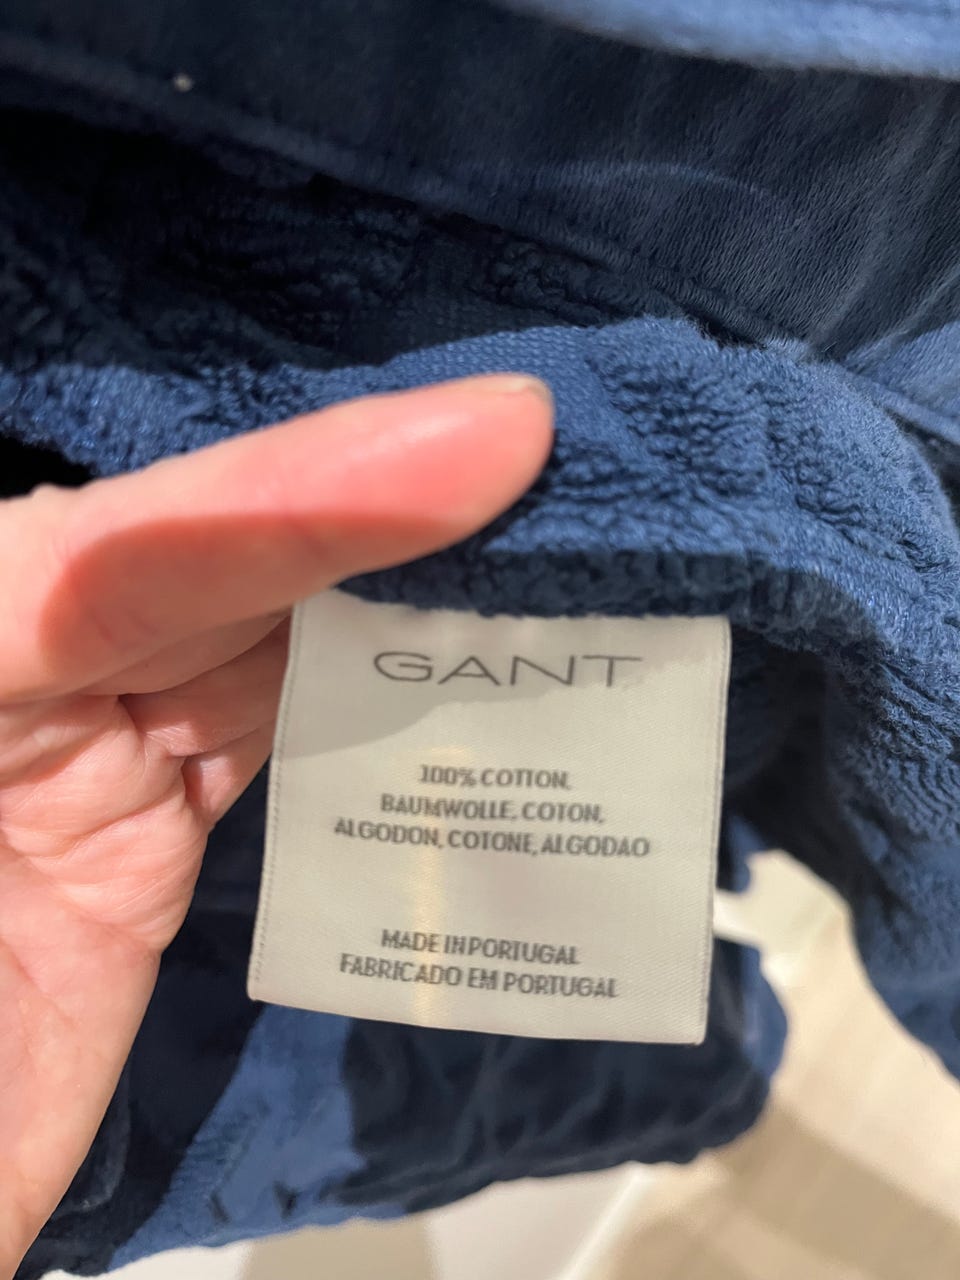 GANT
100% COTTON,
BAUMWOLLE, COTON,
ALGODON, COTONE, ALGODAO
MADE IN PORTUGAL
FABRICADO EM PORTUGAL